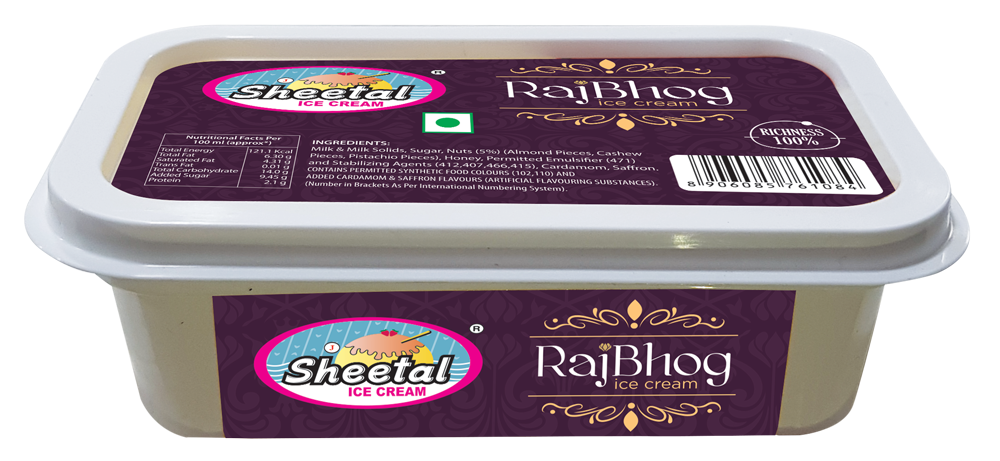 J
Sheetal
ICE CREAM
®
RajBhog
ice cream
RICHNESS
100%
Nutritional Facts Per
100 ml (approx*)
Total Energy 121.1 Kcal
Total Fat 6.30 g
Saturated Fat 4.31 g
Trans Fat 0.01 g
Total Carbohydrate 14.0 g
Added Sugar 9.45 g
Protein 2.1 g
INGREDIENTS:
Milk & Milk Solids, Sugar, Nuts (5%) (Almond Pieces, Cashew
Pieces, Pistachio Pieces), Honey, Permitted Emulsifier (471)
and Stabilizing Agents (412,407,466,415), Cardamom, Saffron.
CONTAINS PERMITTED SYNTHETIC FOOD COLOURS (102,110) AND
ADDED CARDAMOM & SAFFRON FLAVOURS (ARTIFICIAL FLAVOURING SUBSTANCES).
(Number in Brackets As Per International Numbering System).
8 906085 761084
J
Sheetal
ICE CREAM
®
RajBhog
ice cream